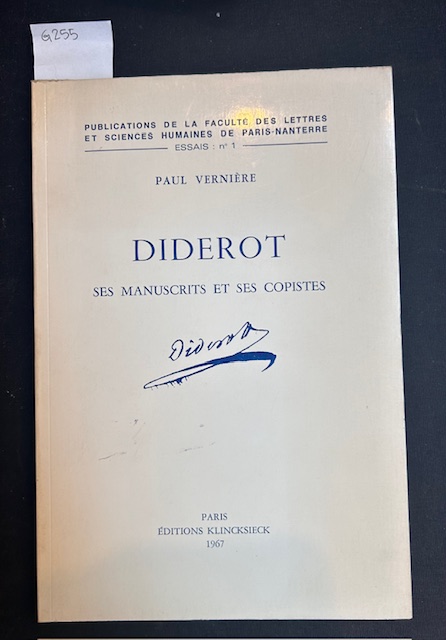 G255
PUBLICATIONS DE LA FACULTÉ DES LETTRES
ET SCIENCES HUMAINES DE PARIS-NANTERRE
ESSAIS : n° 1
PAUL VERNIÈRE
DIDEROT
SES MANUSCRITS ET SES COPISTES
Diderot
PARIS
ÉDITIONS KLINCKSIECK
1967